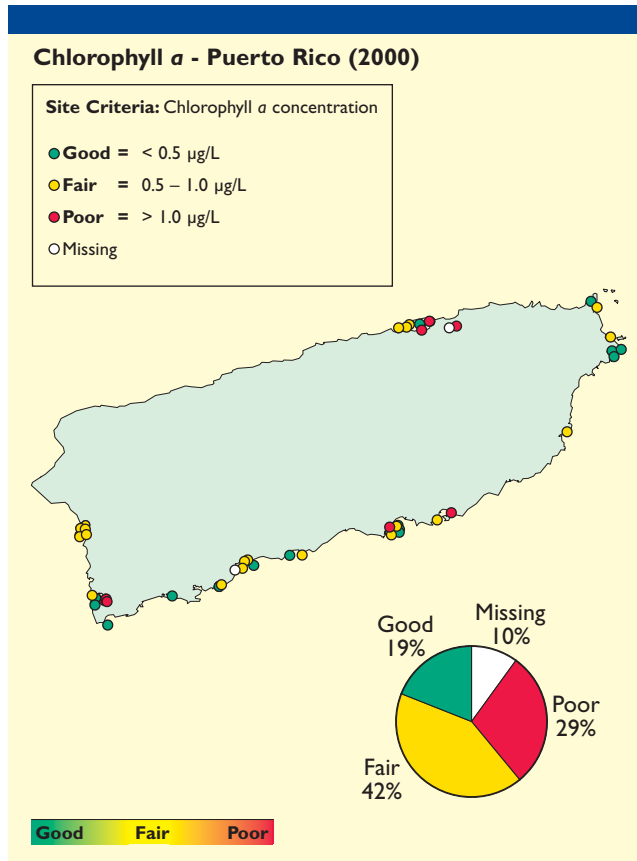 Chlorophyll a - Puerto Rico (2000)
Site Criteria: Chlorophyll a concentration
Good = < 0.5 µg/L
Fair = 0.5 – 1.0 µg/L
Poor = > 1.0 µg/L
Missing
Good
19%
Missing
10%
Poor
29%
Fair
42%
Good Fair Poor